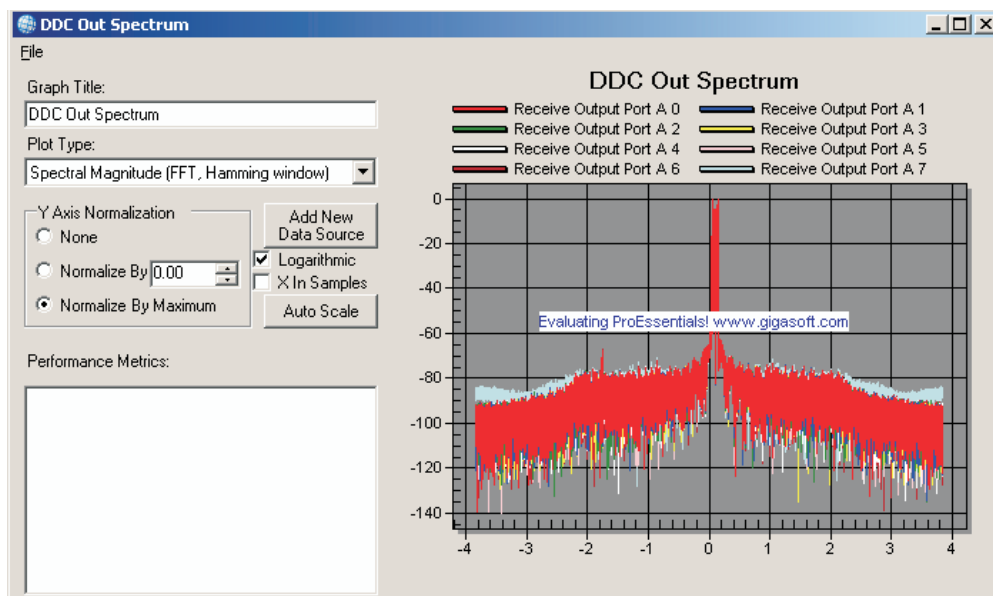 DDC Out Spectrum
File
Graph Title:
DDC Out Spectrum
Plot Type:
Spectral Magnitude (FFT, Hamming window)
Y Axis Normalization
None
Normalize By 0.00
Normalize By Maximum
Add New
Data Source
Logarithmic
X In Samples
Auto Scale
Performance Metrics:
DDC Out Spectrum
Receive Output Port A 0 Receive Output Port A 1
Receive Output Port A 2 Receive Output Port A 3
Receive Output Port A 4 Receive Output Port A 5
Receive Output Port A 6 Receive Output Port A 7
0
-20
-40
-60
-80
-100
-120
-140
Evaluating ProEssentials! www.gigasoft.com
-4 -3 -2 -1 0 1 2 3 4